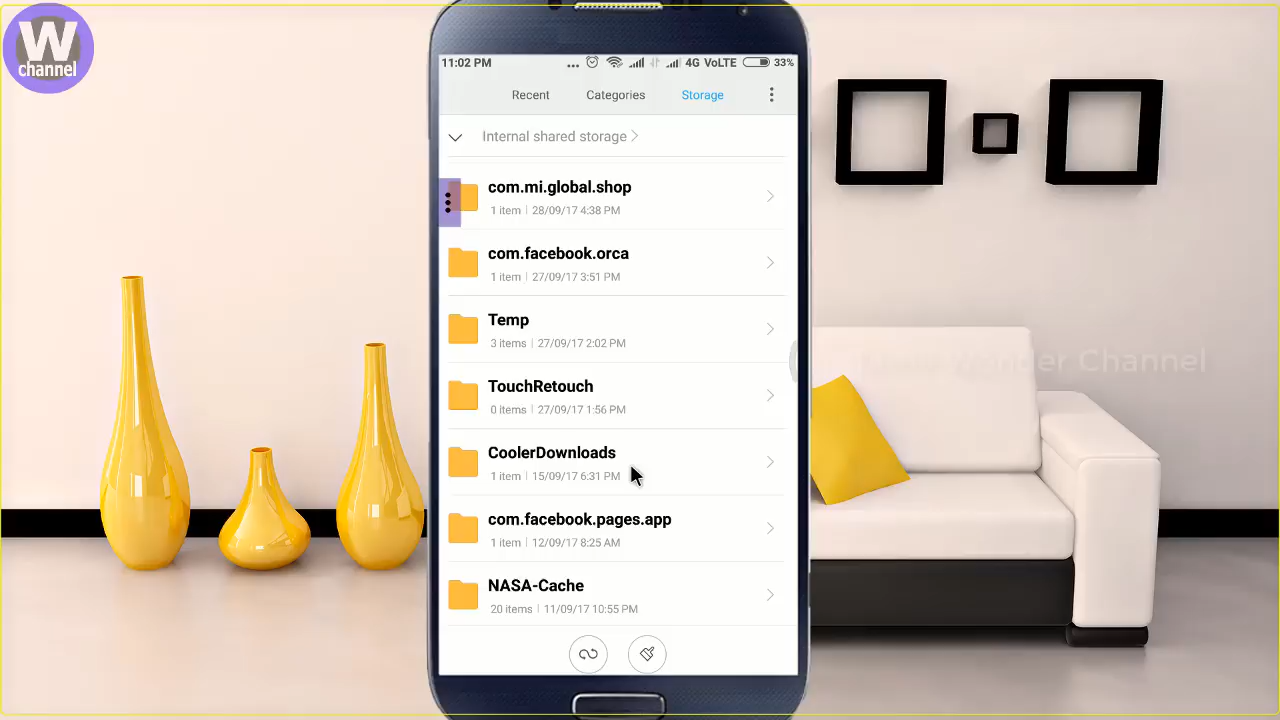 W
channel
11:02 PM ... 4G VoLTE 33%
Recent Categories Storage
Internal shared storage >
com.mi.global.shop
1 item | 28/09/17 4:38 PM
com.facebook.orca
1 item | 27/09/17 3:51 PM
Temp
3 items | 27/09/17 2:02 PM
TouchRetouch
0 items | 27/09/17 1:56 PM
CoolerDownloads
1 item | 15/09/17 6:31 PM
com.facebook.pages.app
1 item | 12/09/17 8:25 AM
NASA-Cache
20 items | 11/09/17 10:55 PM
Wonder Channel